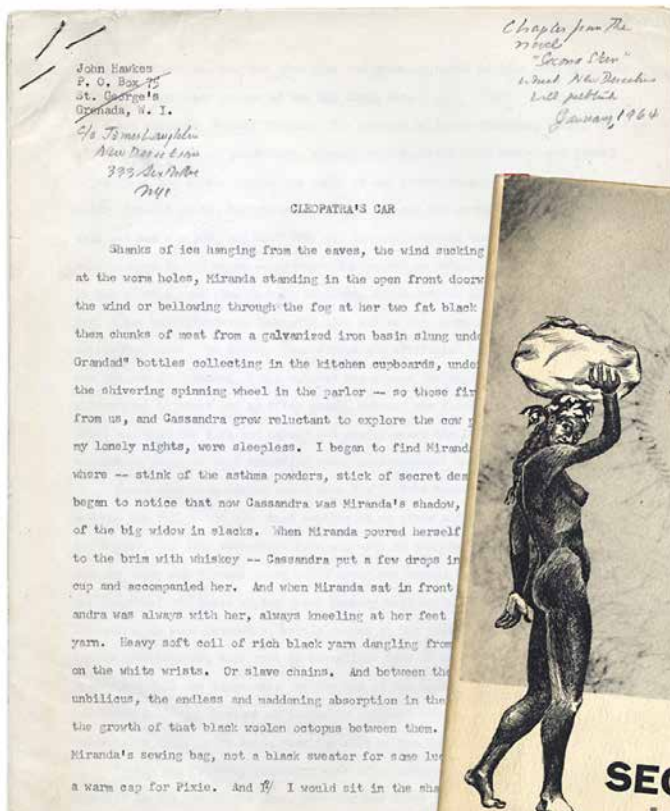 John Hawkes
P. O. Box 75
St. George's
Grenada, W. I.
c/o James Laughlin
New Directions
333 Sixth Ave
NYC
Chapter from The
novel
"Second Skin"
which New Directions
will publish
January, 1964
CLEOPATRA'S CAR
Shanks of ice hanging from the eaves, the wind sucking
at the worm holes, Miranda standing in the open front doorw
the wind or bellowing through the fog at her two fat black
them chunks of meat from a galvanized iron basin slung unde
Grandad" bottles collecting in the kitchen cupboards, unde
the shivering spinning wheel in the parlor -- so these fir
from us, and Cassandra grew reluctant to explore the cow p
my lonely nights, were sleepless. I began to find Mirand
where -- stink of the asthma powders, stick of secret des
began to notice that now Cassandra was Miranda's shadow,
of the big widow in slacks. When Miranda poured herself
to the brim with whiskey -- Cassandra put a few drops in
cup and accompanied her. And when Miranda sat in front
andra was always with her, always kneeling at her feet
yarn. Heavy soft coil of rich black yarn dangling from
on the white wrists. Or slave chains. And between the
unbilicus, the endless and maddening absorption in the
the growth of that black woolen octopus between them.
Miranda's sewing bag, not a black sweater for some luc
a warm cap for Pixie. And I would sit in the sha
SEC